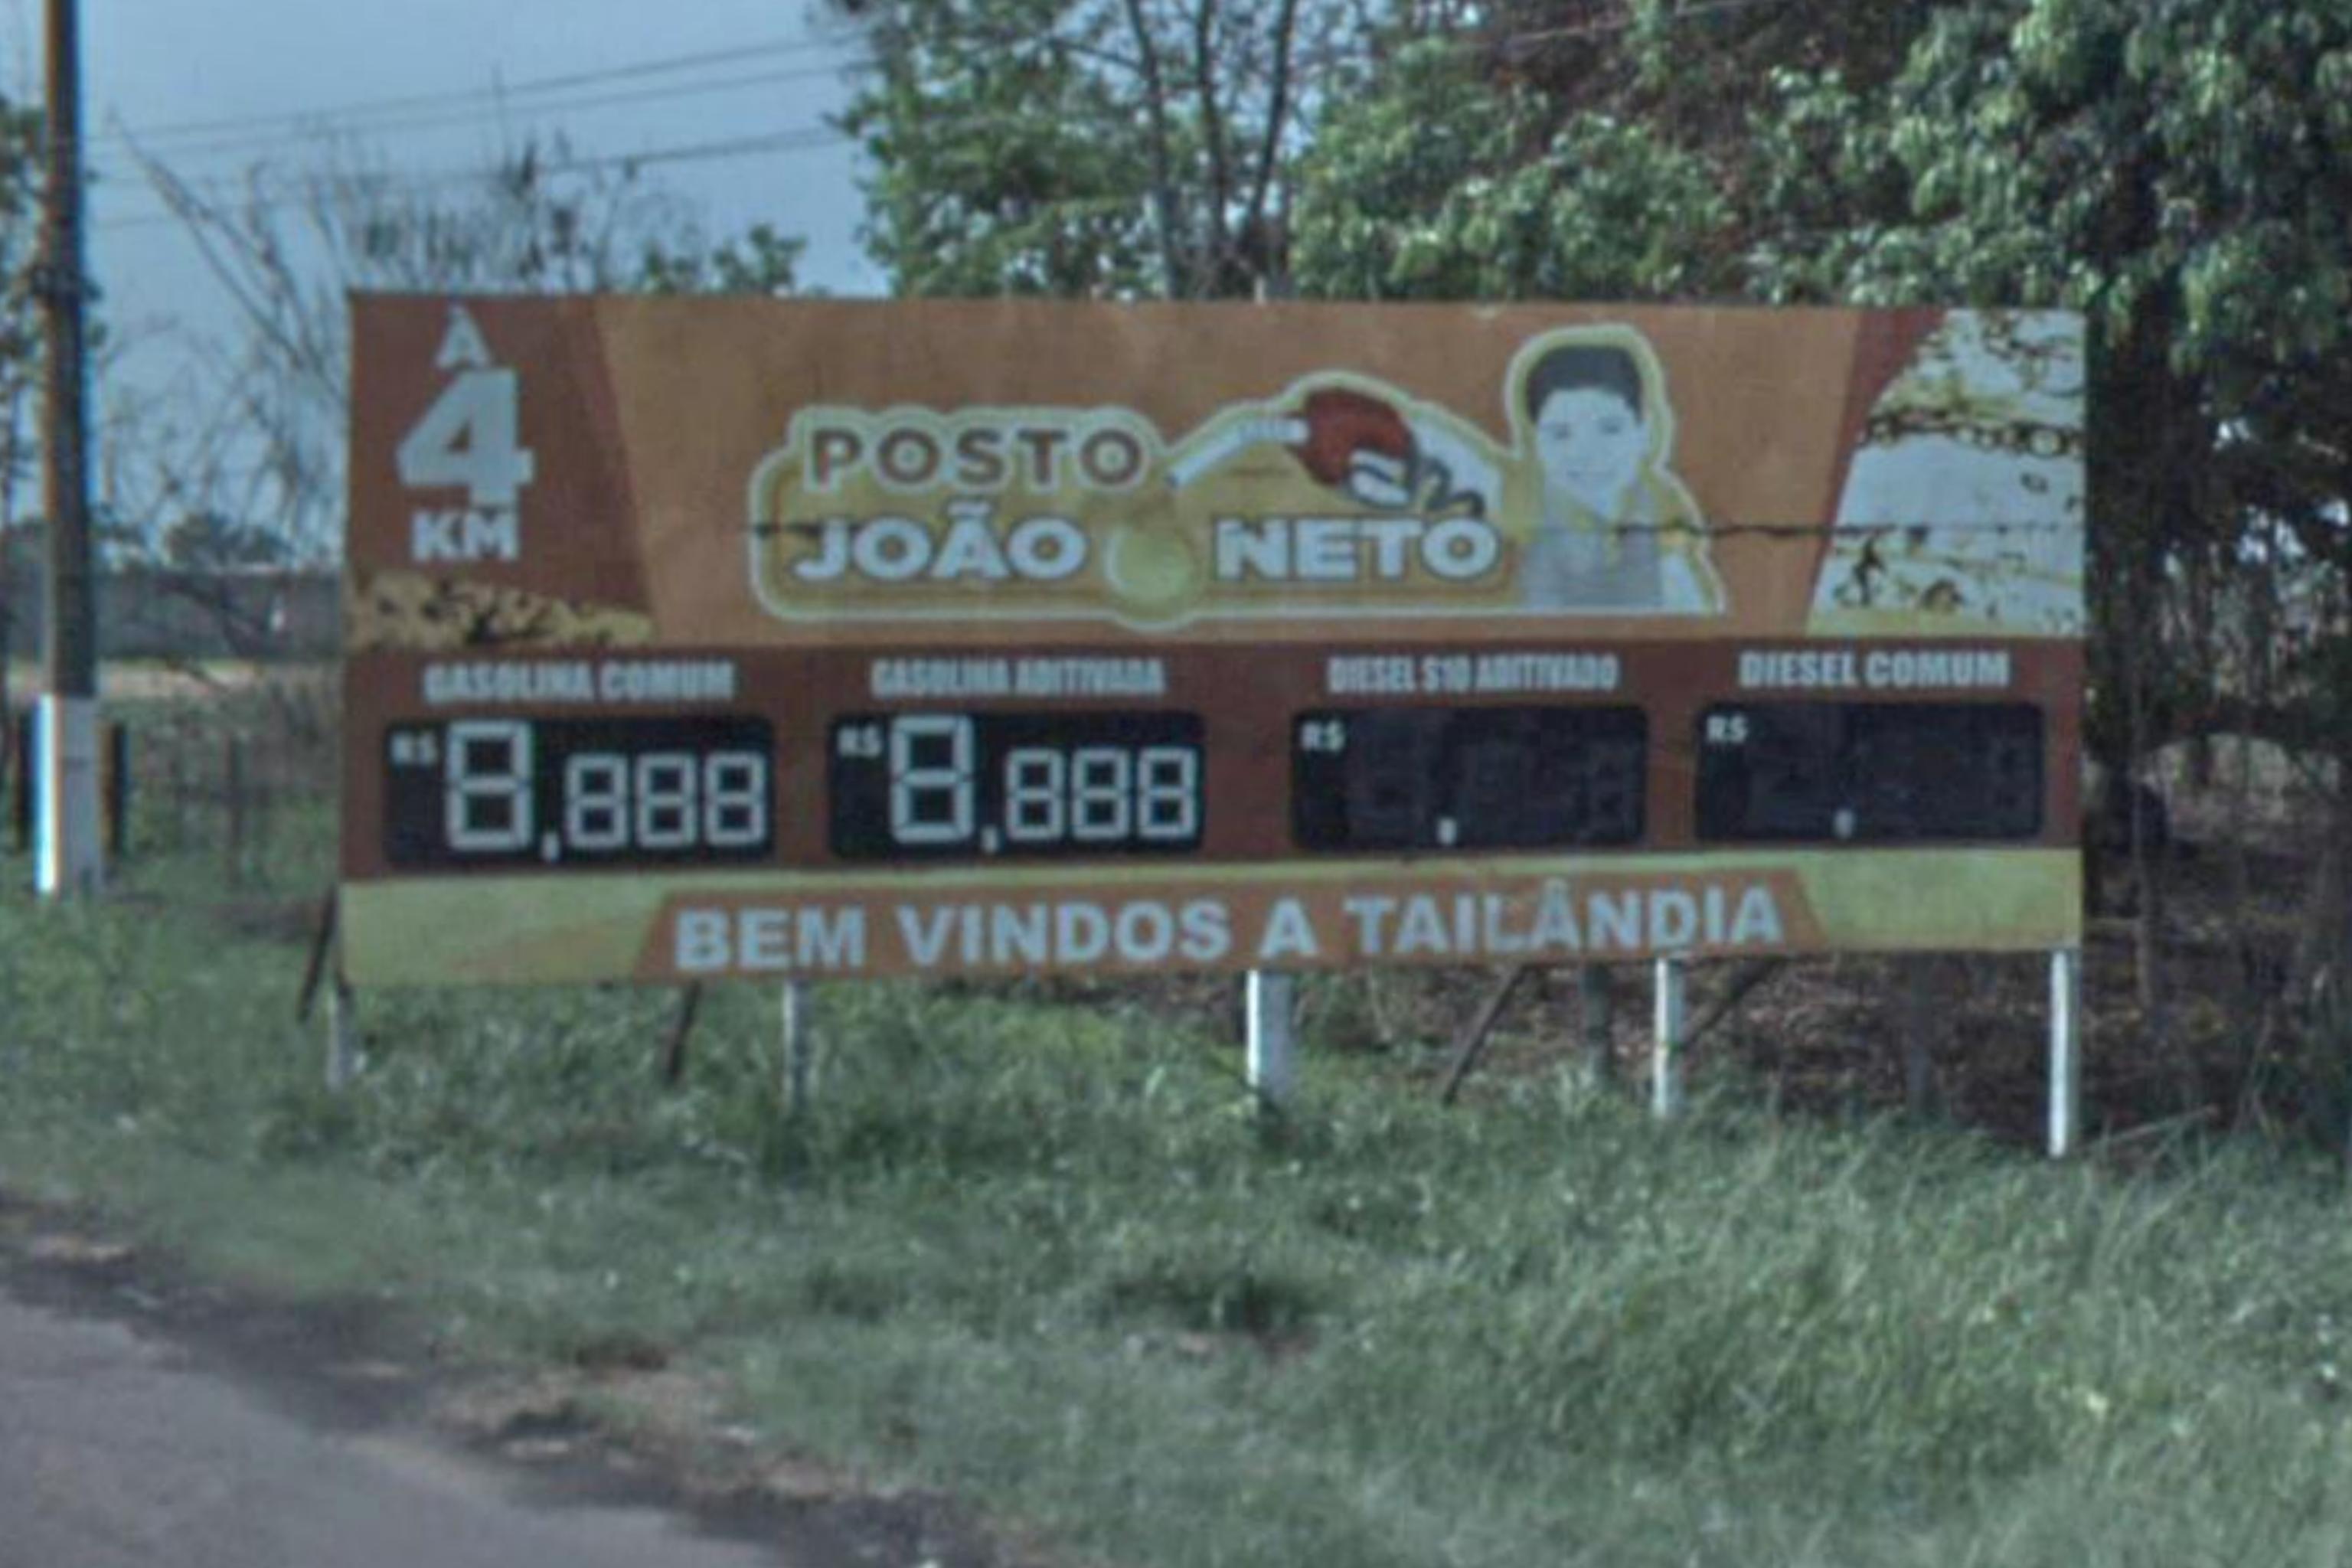 À
4
KM
POSTO
JOÃO NETO
GASOLINA COMUM
R$ 8,888
GASOLINA ADITIVADA
R$ 8,888
DIESEL S10 ADITIVADO
R$
DIESEL COMUM
R$
BEM VINDOS A TAILÂNDIA